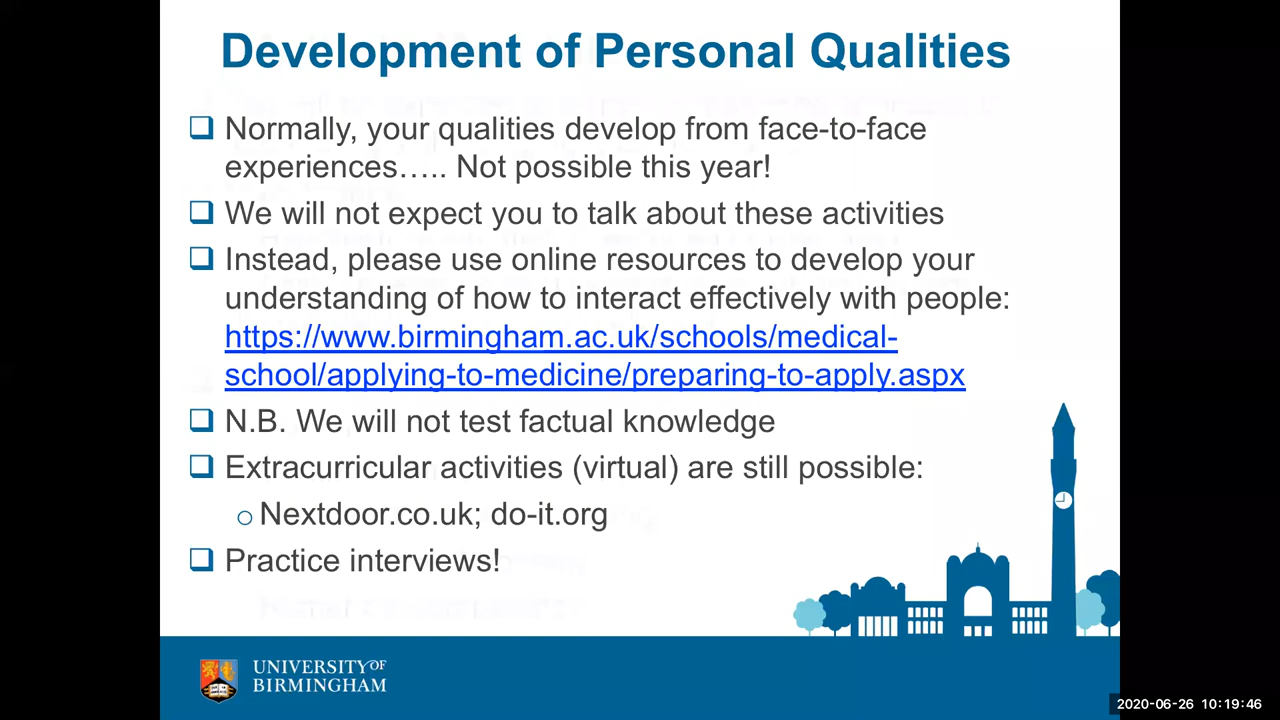 Development of Personal Qualities
Normally, your qualities develop from face-to-face
experiences….. Not possible this year!
We will not expect you to talk about these activities
Instead, please use online resources to develop your
understanding of how to interact effectively with people:
https://www.birmingham.ac.uk/schools/medical-
school/applying-to-medicine/preparing-to-apply.aspx
N.B. We will not test factual knowledge
Extracurricular activities (virtual) are still possible:
Nextdoor.co.uk; do-it.org
Practice interviews!
UNIVERSITY OF
BIRMINGHAM
2020-06-26 10:19:46